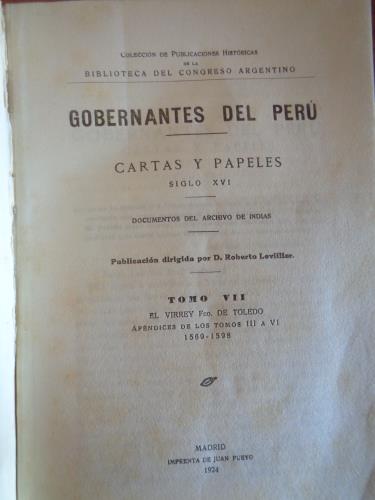 Colección de Publicaciones Históricas
de la
BIBLIOTECA DEL CONGRESO ARGENTINO
GOBERNANTES DEL PERÚ
CARTAS Y PAPELES
SIGLO XVI
DOCUMENTOS DEL ARCHIVO DE INDIAS
Publicación dirigida por D. Roberto Levillier.
TOMO VII
EL VIRREY Fco. DE TOLEDO
APÉNDICES DE LOS TOMOS III A VI
1569-1598
MADRID
IMPRENTA DE JUAN PUEYO
1924